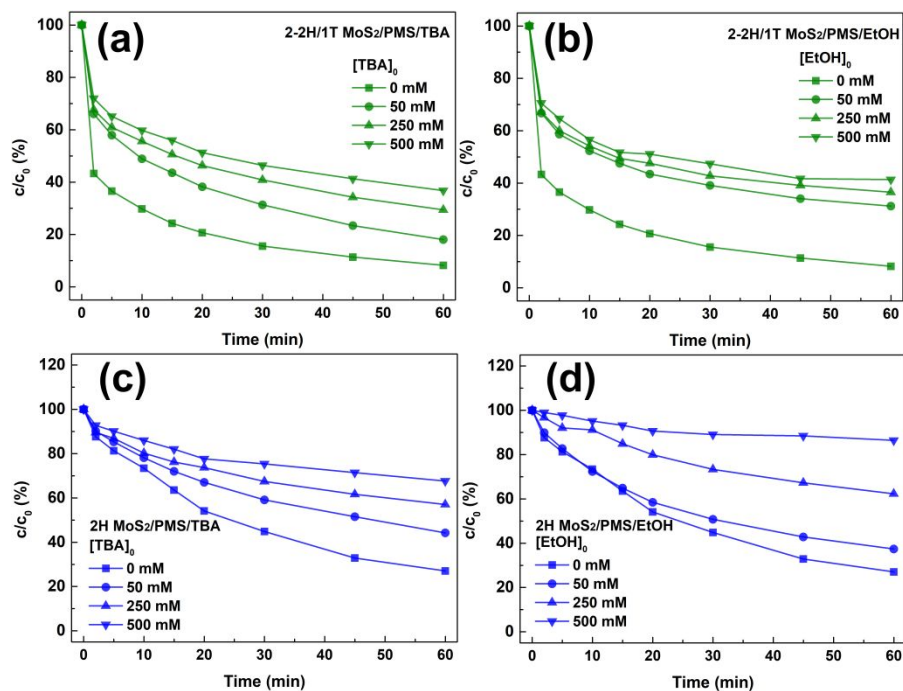 (a)
2-2H/1T MoS₂/PMS/TBA
[TBA]₀
0 mM
50 mM
250 mM
500 mM
c/c₀ (%)
100
80
60
40
20
0
0 10 20 30 40 50 60
Time (min)
(b)
2-2H/1T MoS₂/PMS/EtOH
[EtOH]₀
0 mM
50 mM
250 mM
500 mM
c/c₀ (%)
100
80
60
40
20
0
0 10 20 30 40 50 60
Time (min)
(c)
2H MoS₂/PMS/TBA
[TBA]₀
0 mM
50 mM
250 mM
500 mM
c/c₀ (%)
120
100
80
60
40
20
0
0 10 20 30 40 50 60
Time (min)
(d)
2H MoS₂/PMS/EtOH
[EtOH]₀
0 mM
50 mM
250 mM
500 mM
c/c₀ (%)
120
100
80
60
40
20
0
0 10 20 30 40 50 60
Time (min)